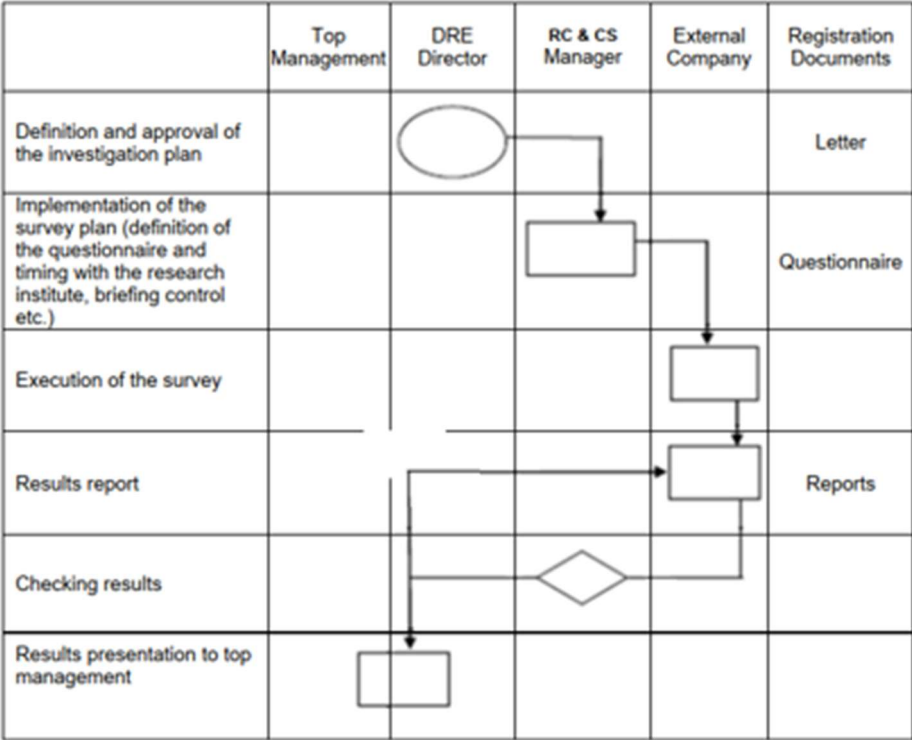 Top
Management
DRE
Director
RC & CS
Manager
External
Company
Registration
Documents
Definition and approval of
the investigation plan
Letter
Implementation of the
survey plan (definition of
the questionnaire and
timing with the research
institute, briefing control
etc.)
Questionnaire
Execution of the survey
Results report
Reports
Checking results
Results presentation to top
management